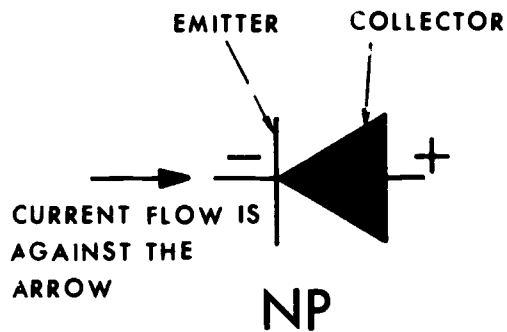 EMITTER
COLLECTOR
− +
CURRENT FLOW IS
AGAINST THE
ARROW
NP